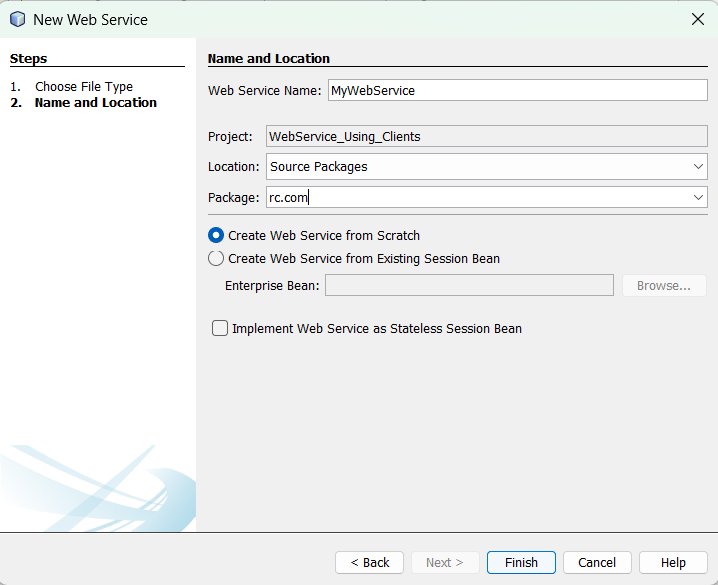 New Web Service
Steps
1. Choose File Type
2. Name and Location
Name and Location
Web Service Name: MyWebService
Project: WebService_Using_Clients
Location: Source Packages
Package: rc.com
Create Web Service from Scratch
Create Web Service from Existing Session Bean
Enterprise Bean: Browse...
Implement Web Service as Stateless Session Bean
< Back Next > Finish Cancel Help